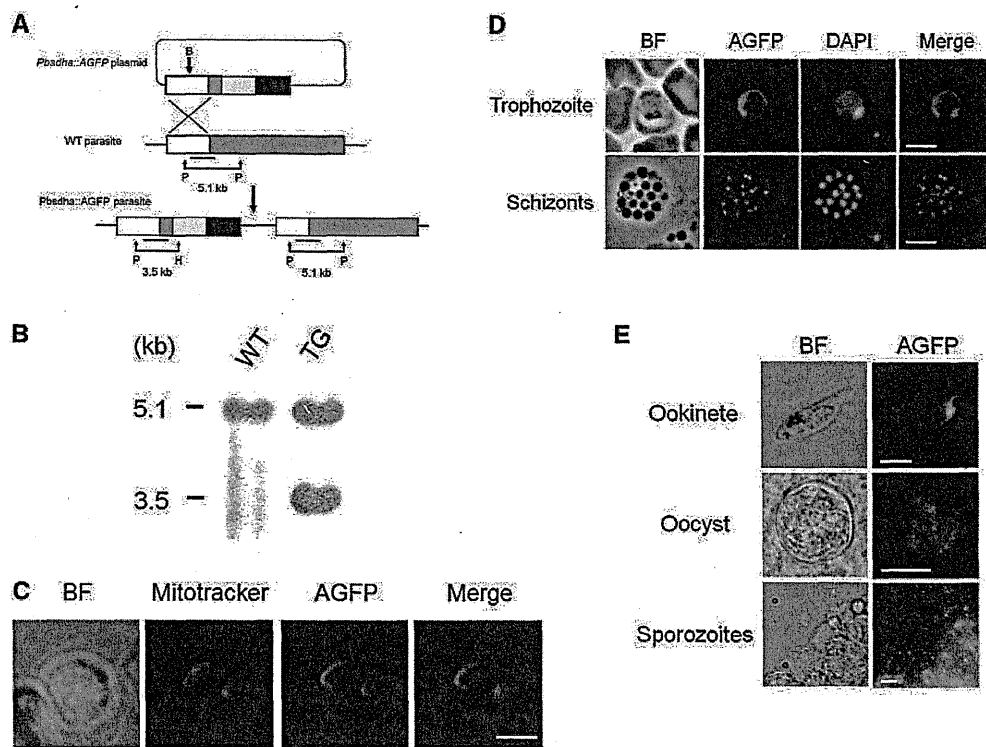 A
B
Pbsdha::AGFP plasmid
WT parasite
P P
5.1 kb
Pbsdha::AGFP parasite
P H
3.5 kb
P P
5.1 kb
B
(kb) WT TG
5.1
3.5
C
BF Mitotracker AGFP Merge
D
BF AGFP DAPI Merge
Trophozoite
Schizonts
E
BF AGFP
Ookinete
Oocyst
Sporozoites